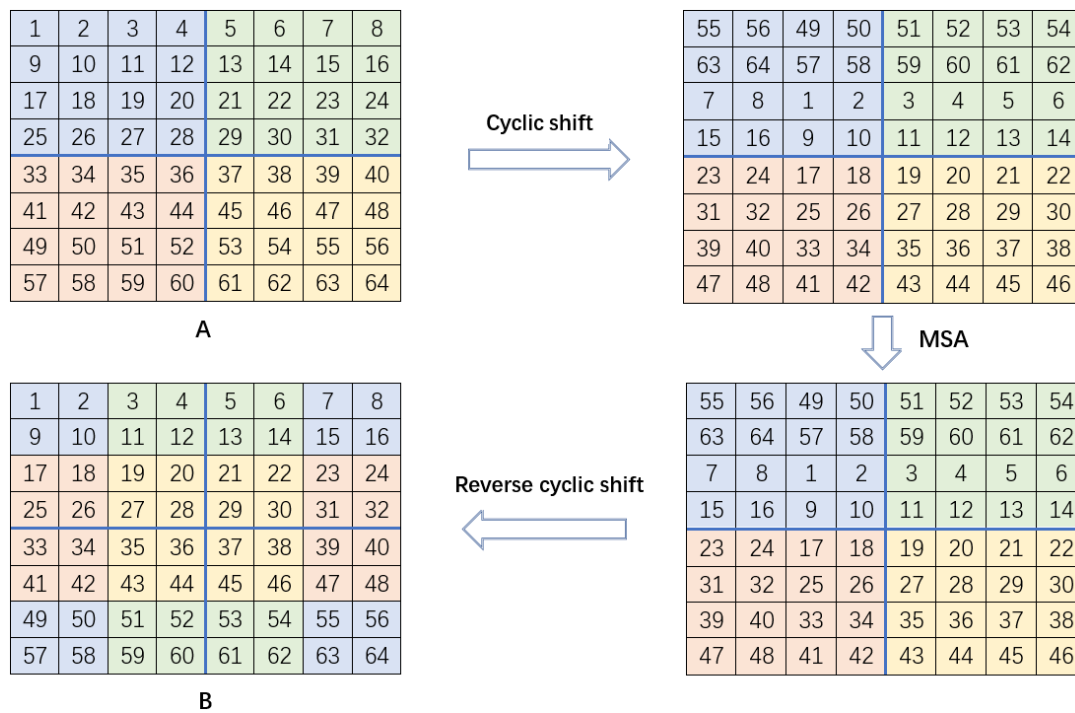 1 2 3 4 5 6 7 8
9 10 11 12 13 14 15 16
17 18 19 20 21 22 23 24
25 26 27 28 29 30 31 32
33 34 35 36 37 38 39 40
41 42 43 44 45 46 47 48
49 50 51 52 53 54 55 56
57 58 59 60 61 62 63 64
A
Cyclic shift
55 56 49 50 51 52 53 54
63 64 57 58 59 60 61 62
7 8 1 2 3 4 5 6
15 16 9 10 11 12 13 14
23 24 17 18 19 20 21 22
31 32 25 26 27 28 29 30
39 40 33 34 35 36 37 38
47 48 41 42 43 44 45 46
MSA
55 56 49 50 51 52 53 54
63 64 57 58 59 60 61 62
7 8 1 2 3 4 5 6
15 16 9 10 11 12 13 14
23 24 17 18 19 20 21 22
31 32 25 26 27 28 29 30
39 40 33 34 35 36 37 38
47 48 41 42 43 44 45 46
Reverse cyclic shift
1 2 3 4 5 6 7 8
9 10 11 12 13 14 15 16
17 18 19 20 21 22 23 24
25 26 27 28 29 30 31 32
33 34 35 36 37 38 39 40
41 42 43 44 45 46 47 48
49 50 51 52 53 54 55 56
57 58 59 60 61 62 63 64
B